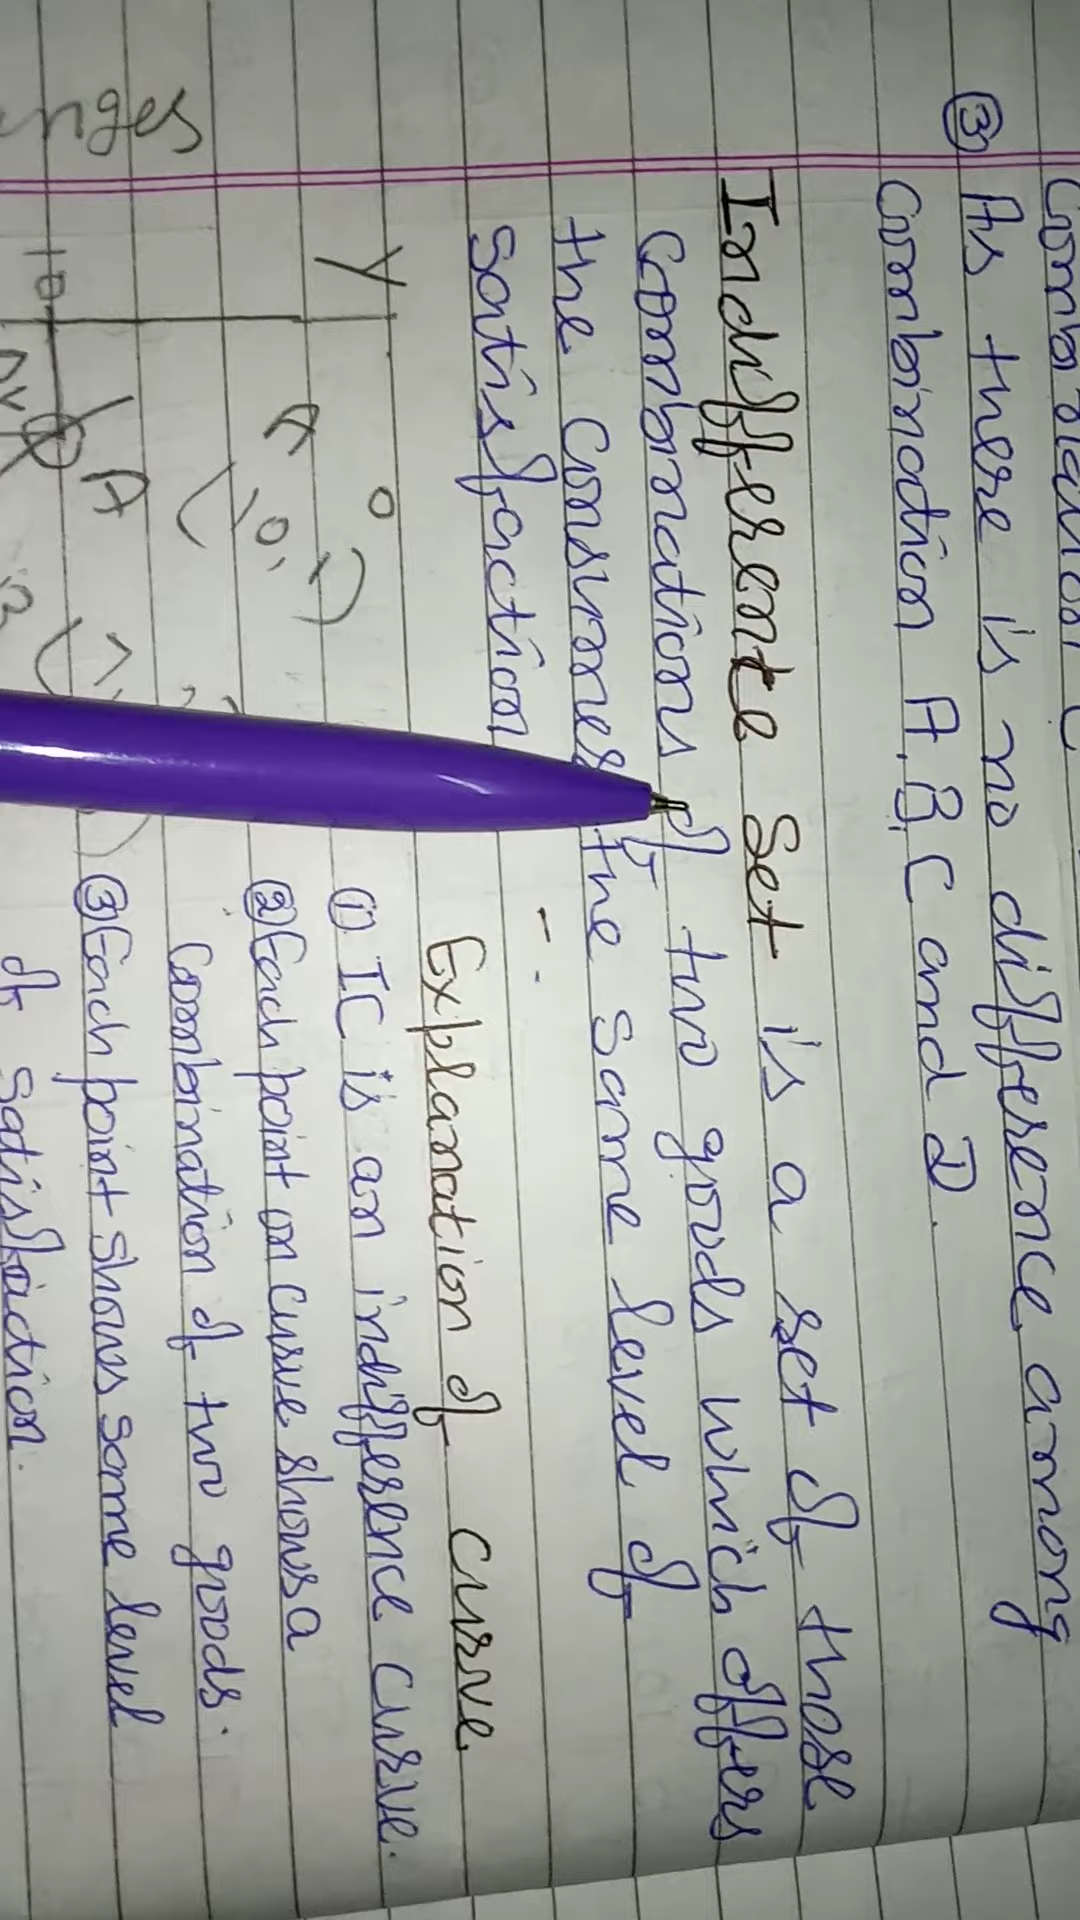 ③ As there is no difference among
Combination A, B, C and D.
Indifferente Set is a set of those
Combinations of two goods which offers
the Consumer the same level of
Satisfaction
Explanation of curve
① IC is an indifference curve.
② Each point on curve shows a
Combination of two goods.
③ Each point shows same level
of satisfaction.
Y
A
10
A